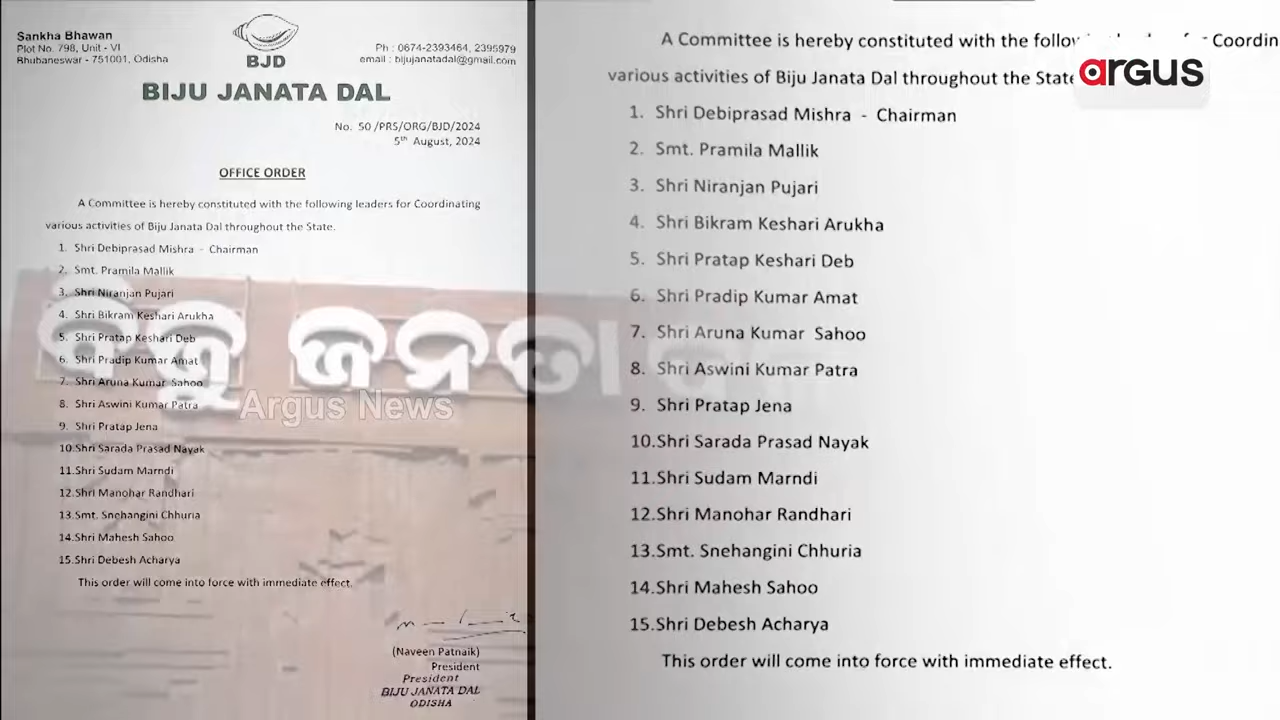 Sankha Bhawan
Plot No. 798, Unit - VI
Bhubaneswar - 751001, Odisha
BJD
Ph : 0674-2393464, 2395979
email : bijujanatadal@gmail.com
BIJU JANATA DAL
No. 50 /PRS/ORG/BJD/2024
5th August, 2024
OFFICE ORDER
A Committee is hereby constituted with the following leaders for Coordinating
various activities of Biju Janata Dal throughout the State.
1. Shri Debiprasad Mishra - Chairman
2. Smt. Pramila Mallik
3. Shri Niranjan Pujari
4. Shri Bikram Keshari Arukha
5. Shri Pratap Keshari Deb
6. Shri Pradip Kumar Amat
7. Shri Aruna Kumar Sahoo
8. Shri Aswini Kumar Patra
9. Shri Pratap Jena
10.Shri Sarada Prasad Nayak
11.Shri Sudam Marndi
12.Shri Manohar Randhari
13.Smt. Snehangini Chhuria
14.Shri Mahesh Sahoo
15.Shri Debesh Acharya
This order will come into force with immediate effect.
(Naveen Patnaik)
President
President
BIJU JANATA DAL
ODISHA
ବିଜୁ ଜନତା
Argus News
A Committee is hereby constituted with the Coordin
various activities of Biju Janata Dal throughout the State
1. Shri Debiprasad Mishra - Chairman
2. Smt. Pramila Mallik
3. Shri Niranjan Pujari
4. Shri Bikram Keshari Arukha
5. Shri Pratap Keshari Deb
6. Shri Pradip Kumar Amat
7. Shri Aruna Kumar Sahoo
8. Shri Aswini Kumar Patra
9. Shri Pratap Jena
10.Shri Sarada Prasad Nayak
11.Shri Sudam Marndi
12.Shri Manohar Randhari
13.Smt. Snehangini Chhuria
14.Shri Mahesh Sahoo
15.Shri Debesh Acharya
This order will come into force with immediate effect.
argus